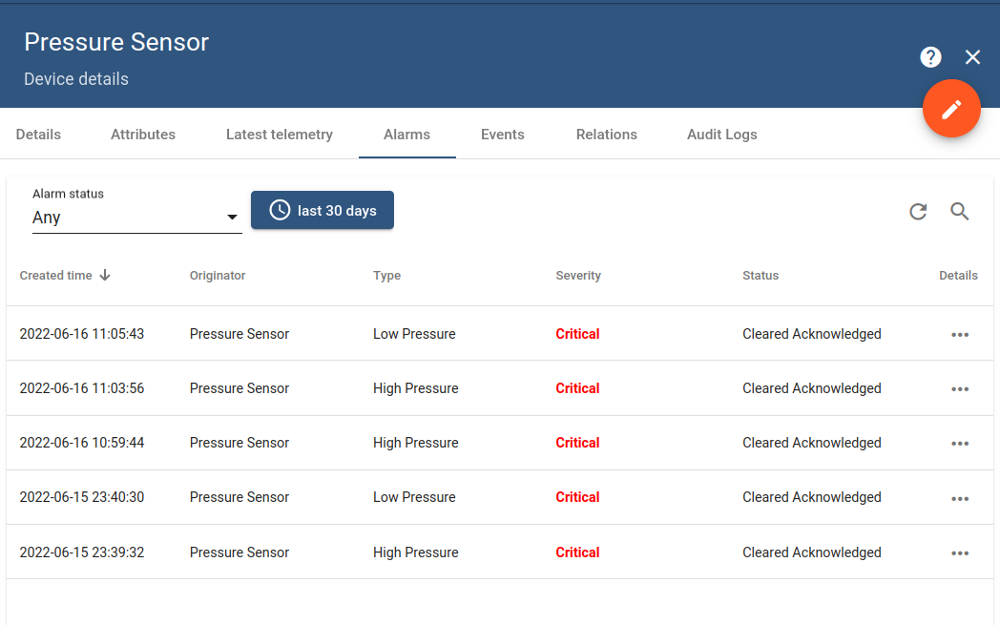 Pressure Sensor
Device details
Details Attributes Latest telemetry Alarms Events Relations Audit Logs
Alarm status
Any last 30 days
Created time Originator Type Severity Status Details
2022-06-16 11:05:43 Pressure Sensor Low Pressure Critical Cleared Acknowledged
2022-06-16 11:03:56 Pressure Sensor High Pressure Critical Cleared Acknowledged
2022-06-16 10:59:44 Pressure Sensor High Pressure Critical Cleared Acknowledged
2022-06-15 23:40:30 Pressure Sensor Low Pressure Critical Cleared Acknowledged
2022-06-15 23:39:32 Pressure Sensor High Pressure Critical Cleared Acknowledged